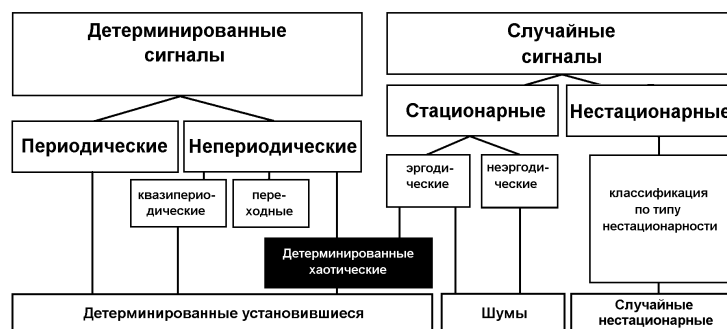 Детерминированные
сигналы
Случайные
сигналы
Периодические
Непериодические
Стационарные
Нестационарные
квазиперио-
дические
пере-
ходные
эргоди-
ческие
неэргоди-
ческие
классификация
по типу
нестационарности
Детерминированные
хаотические
Детерминированные установившиеся
Шумы
Случайные
нестационарные